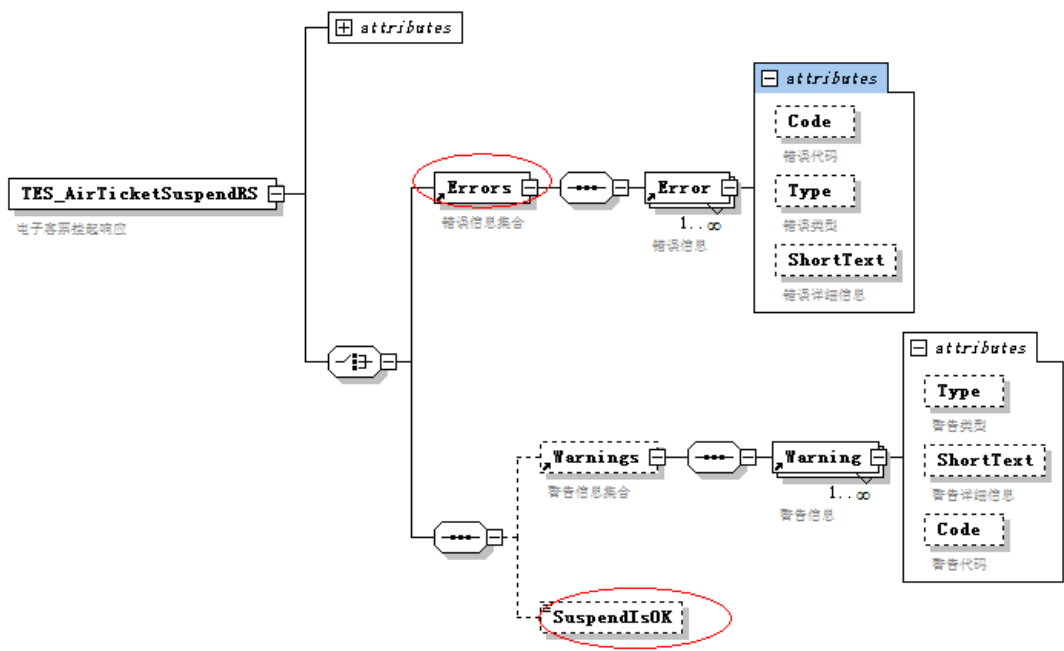 attributes
TES_AirTicketSuspendRS
电子客票挂起响应
Errors
错误信息集合
Error
1..∞
错误信息
attributes
Code
错误代码
Type
错误类型
ShortText
错误详细信息
Warnings
警告信息集合
Warning
1..∞
警告信息
attributes
Type
警告类型
ShortText
警告详细信息
Code
警告代码
SuspendIsOK